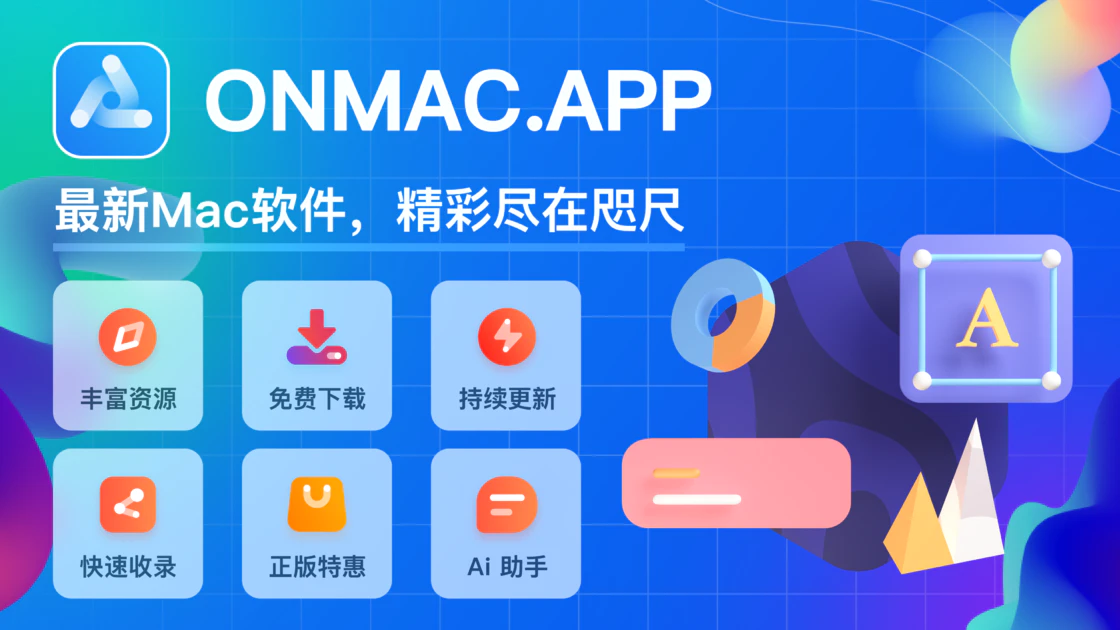 ONMAC.APP
最新Mac软件，精彩尽在咫尺
丰富资源
免费下载
持续更新
快速收录
正版特惠
Ai 助手
A